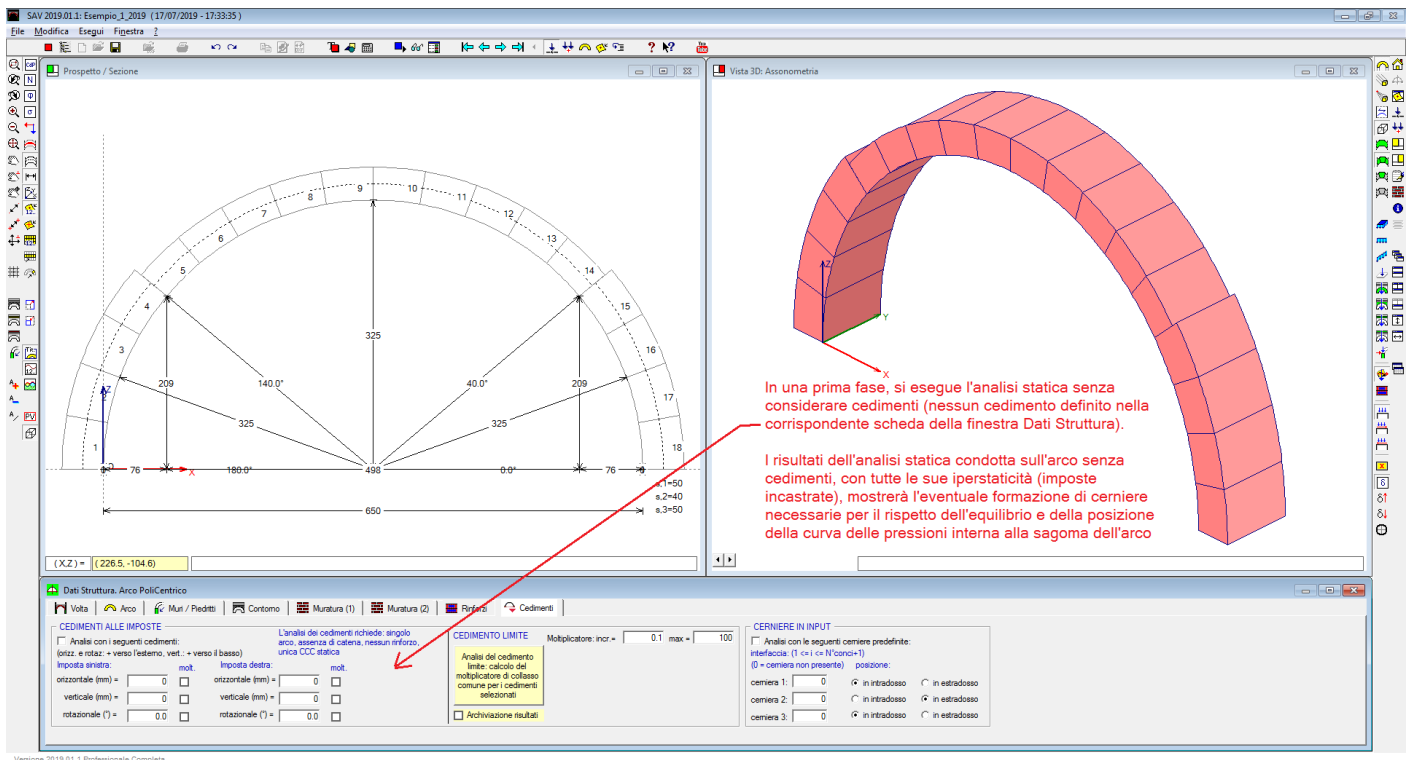 SAV 2019.01.1: Esempio_1_2019 (17/07/2019 - 17:33:35 )
File Modifica Esegui Finestra ?
Prospetto / Sezione
Vista 3D: Assonometria
9
8
10
7
11
6
12
5
13
4
14
3
15
16
17
1
18
325
209
140.0°
40.0°
209
325
325
Z
X
76
180.0°
498
0.0°
76
s.1=50
s.2=40
s.3=50
650
Z
Y
X
In una prima fase, si esegue l'analisi statica senza
considerare cedimenti (nessun cedimento definito nella
corrispondente scheda della finestra Dati Struttura).
I risultati dell'analisi statica condotta sull'arco senza
cedimenti, con tutte le sue iperstaticità (imposte
incastrate), mostrerà l'eventuale formazione di cerniere
necessarie per il rispetto dell'equilibrio e della posizione
della curva delle pressioni interna alla sagoma dell'arco
(X,Z) = (226.5, -104.6)
Dati Struttura. Arco PoliCentrico
Volta Arco Muri / Piedritti Contorno Muratura (1) Muratura (2) Rinforzi Cedimenti
CEDIMENTI ALLE IMPOSTE
Analisi con i seguenti cedimenti:
(orizz. e rotaz: + verso l'esterno, vert.: + verso il basso)
L'analisi dei cedimenti richiede: singolo
arco, assenza di catena, nessun rinforzo,
unica CCC statica
Imposta sinistra: molt. Imposta destra: molt.
orizzontale (mm) = 0 orizzontale (mm) = 0
verticale (mm) = 0 verticale (mm) = 0
rotazionale (°) = 0.0 rotazionale (°) = 0.0
CEDIMENTO LIMITE Moltiplicatore: incr.= 0.1 max = 100
Analisi del cedimento
limite: calcolo del
moltiplicatore di collasso
comune per i cedimenti
selezionati
Archiviazione risultati
CERNIERE IN INPUT
Analisi con le seguenti cerniere predefinite:
interfaccia: (1 <= i <= N°conci+1)
(0 = cerniera non presente) posizione:
cerniera 1: 0 in intradosso in estradosso
cerniera 2: 0 in intradosso in estradosso
cerniera 3: 0 in intradosso in estradosso
Versione 2019.01.1 Professionale Completa